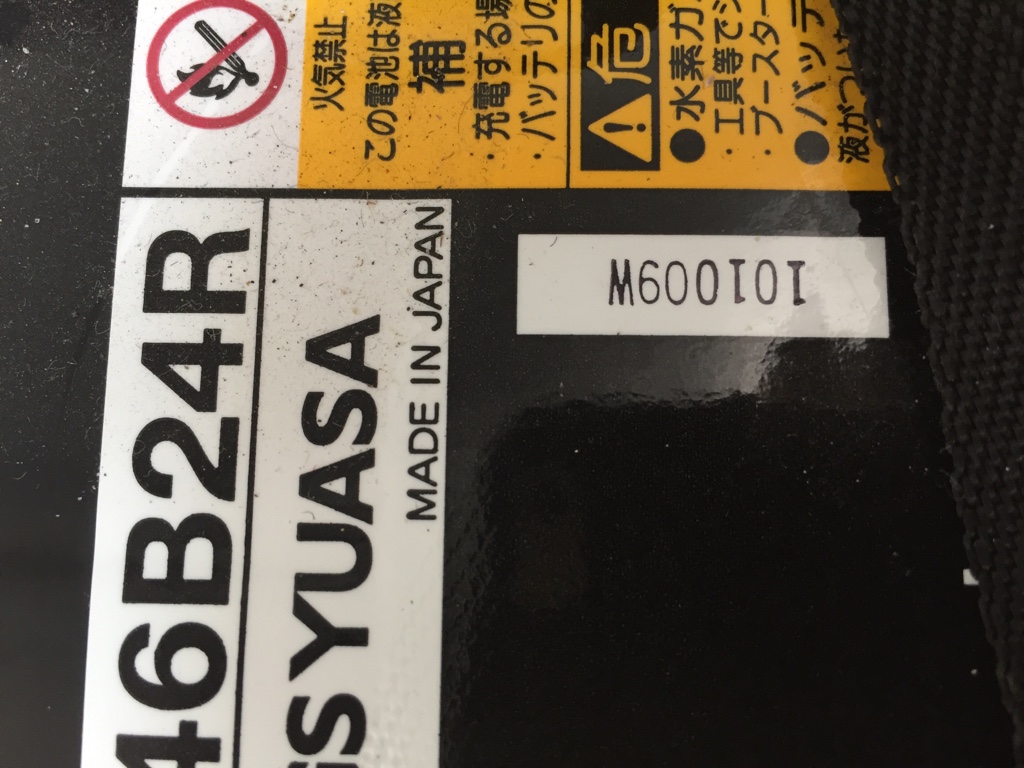 火気禁止
この電池は液
補
・充電する場
・バッテリの
危
●水素ガ
・工具等で
・ブースター
●バッテ
液がつい
46B24R
GS YUASA
MADE IN JAPAN
101009W